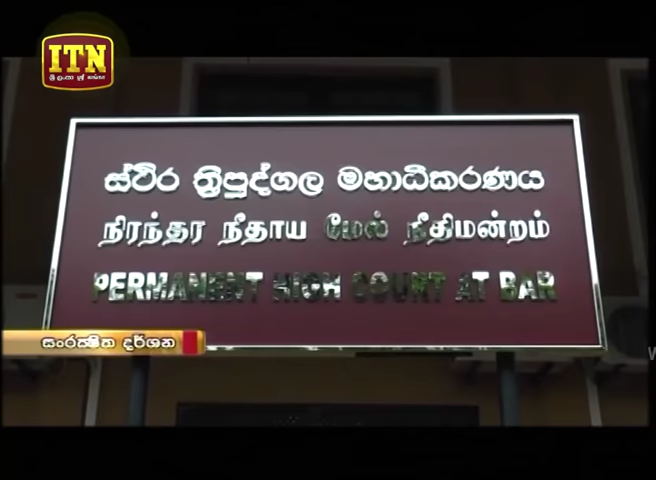 ITN
ශ්‍රී ලංකා
ස්ථිර ත්‍රිපුද්ගල මහාධිකරණය
நிரந்தர நீதாய மேல் நீதிமன்றம்
PERMANENT HIGH COURT AT BAR
සංරක්ෂිත දර්ශන
W